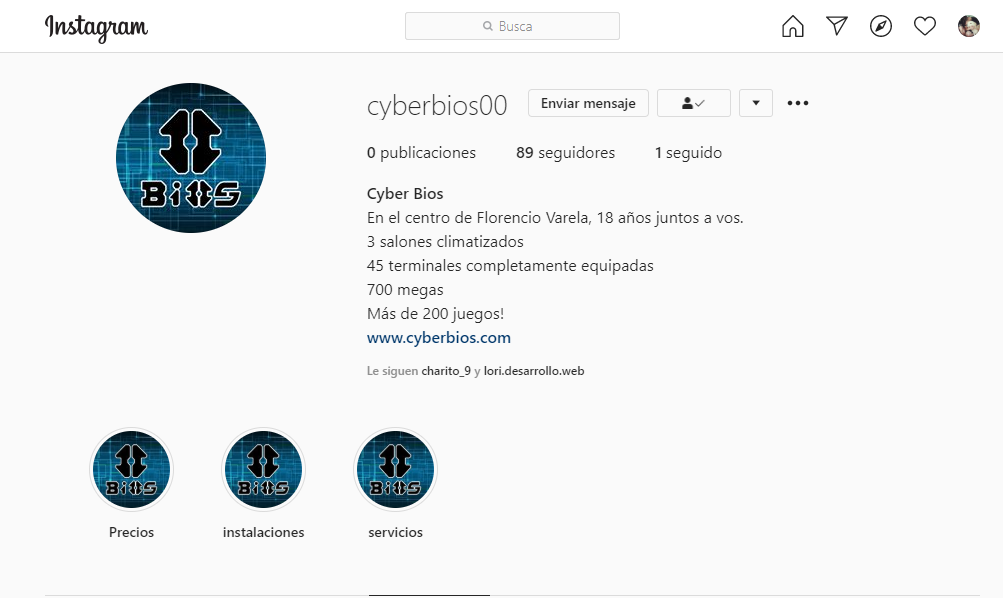 Instagram
Busca
BiOS
cyberbios00
Enviar mensaje
0 publicaciones
89 seguidores
1 seguido
Cyber Bios
En el centro de Florencio Varela, 18 años juntos a vos.
3 salones climatizados
45 terminales completamente equipadas
700 megas
Más de 200 juegos!
www.cyberbios.com
Le siguen charito_9 y lori.desarrollo.web
BiOS
BiOS
BiOS
Precios
instalaciones
servicios